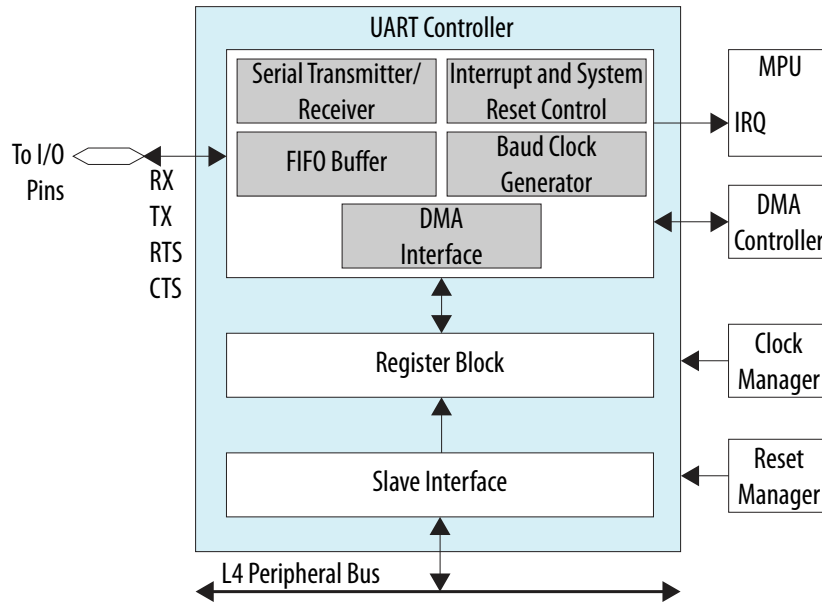 UART Controller
Serial Transmitter/
Receiver
Interrupt and System
Reset Control
MPU
IRQ
To I/O
Pins
RX
TX
RTS
CTS
FIFO Buffer
Baud Clock
Generator
DMA
Interface
DMA
Controller
Register Block
Clock
Manager
Slave Interface
Reset
Manager
L4 Peripheral Bus